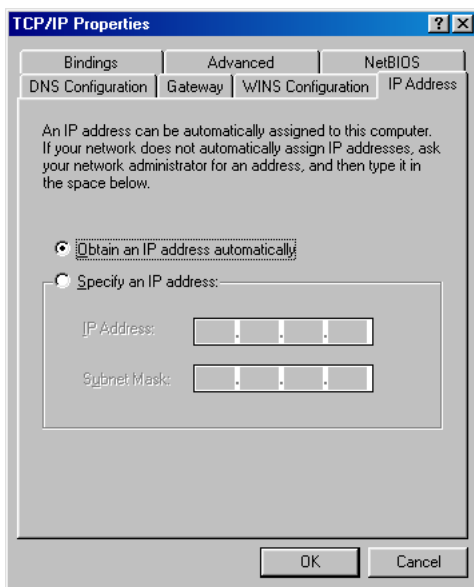 TCP/IP Properties
Bindings Advanced NetBIOS
DNS Configuration Gateway WINS Configuration IP Address
An IP address can be automatically assigned to this computer.
If your network does not automatically assign IP addresses, ask
your network administrator for an address, and then type it in
the space below.
Obtain an IP address automatically
Specify an IP address:
IP Address:
Subnet Mask:
OK Cancel